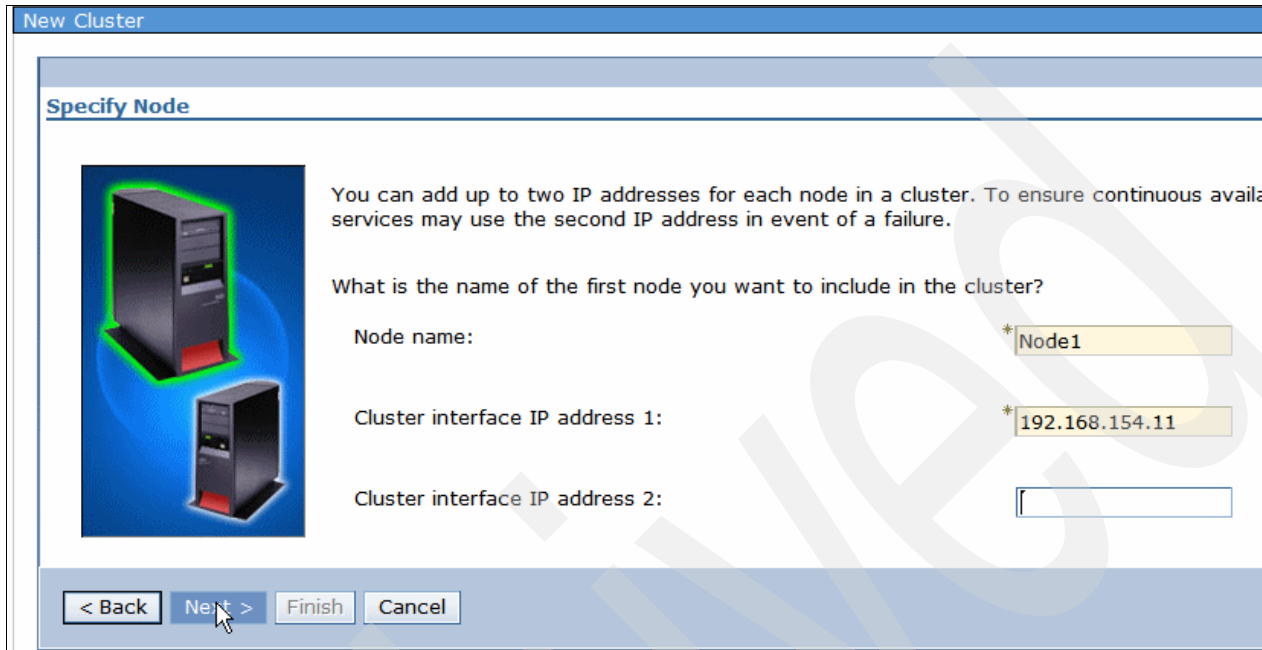 New Cluster
Specify Node
You can add up to two IP addresses for each node in a cluster. To ensure continuous availa
services may use the second IP address in event of a failure.
What is the name of the first node you want to include in the cluster?
Node name:
* Node1
Cluster interface IP address 1:
* 192.168.154.11
Cluster interface IP address 2:
< Back Next > Finish Cancel